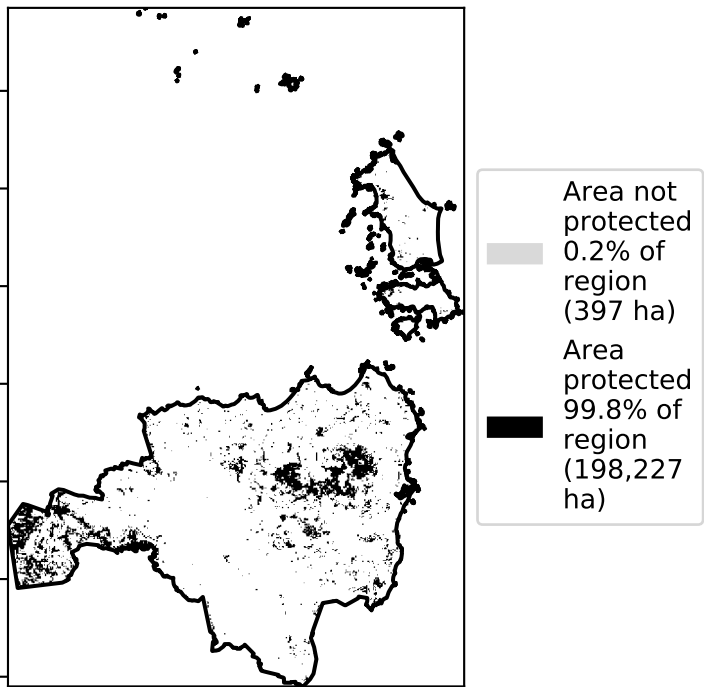 Area not
protected
0.2% of
region
(397 ha)
Area
protected
99.8% of
region
(198,227
ha)